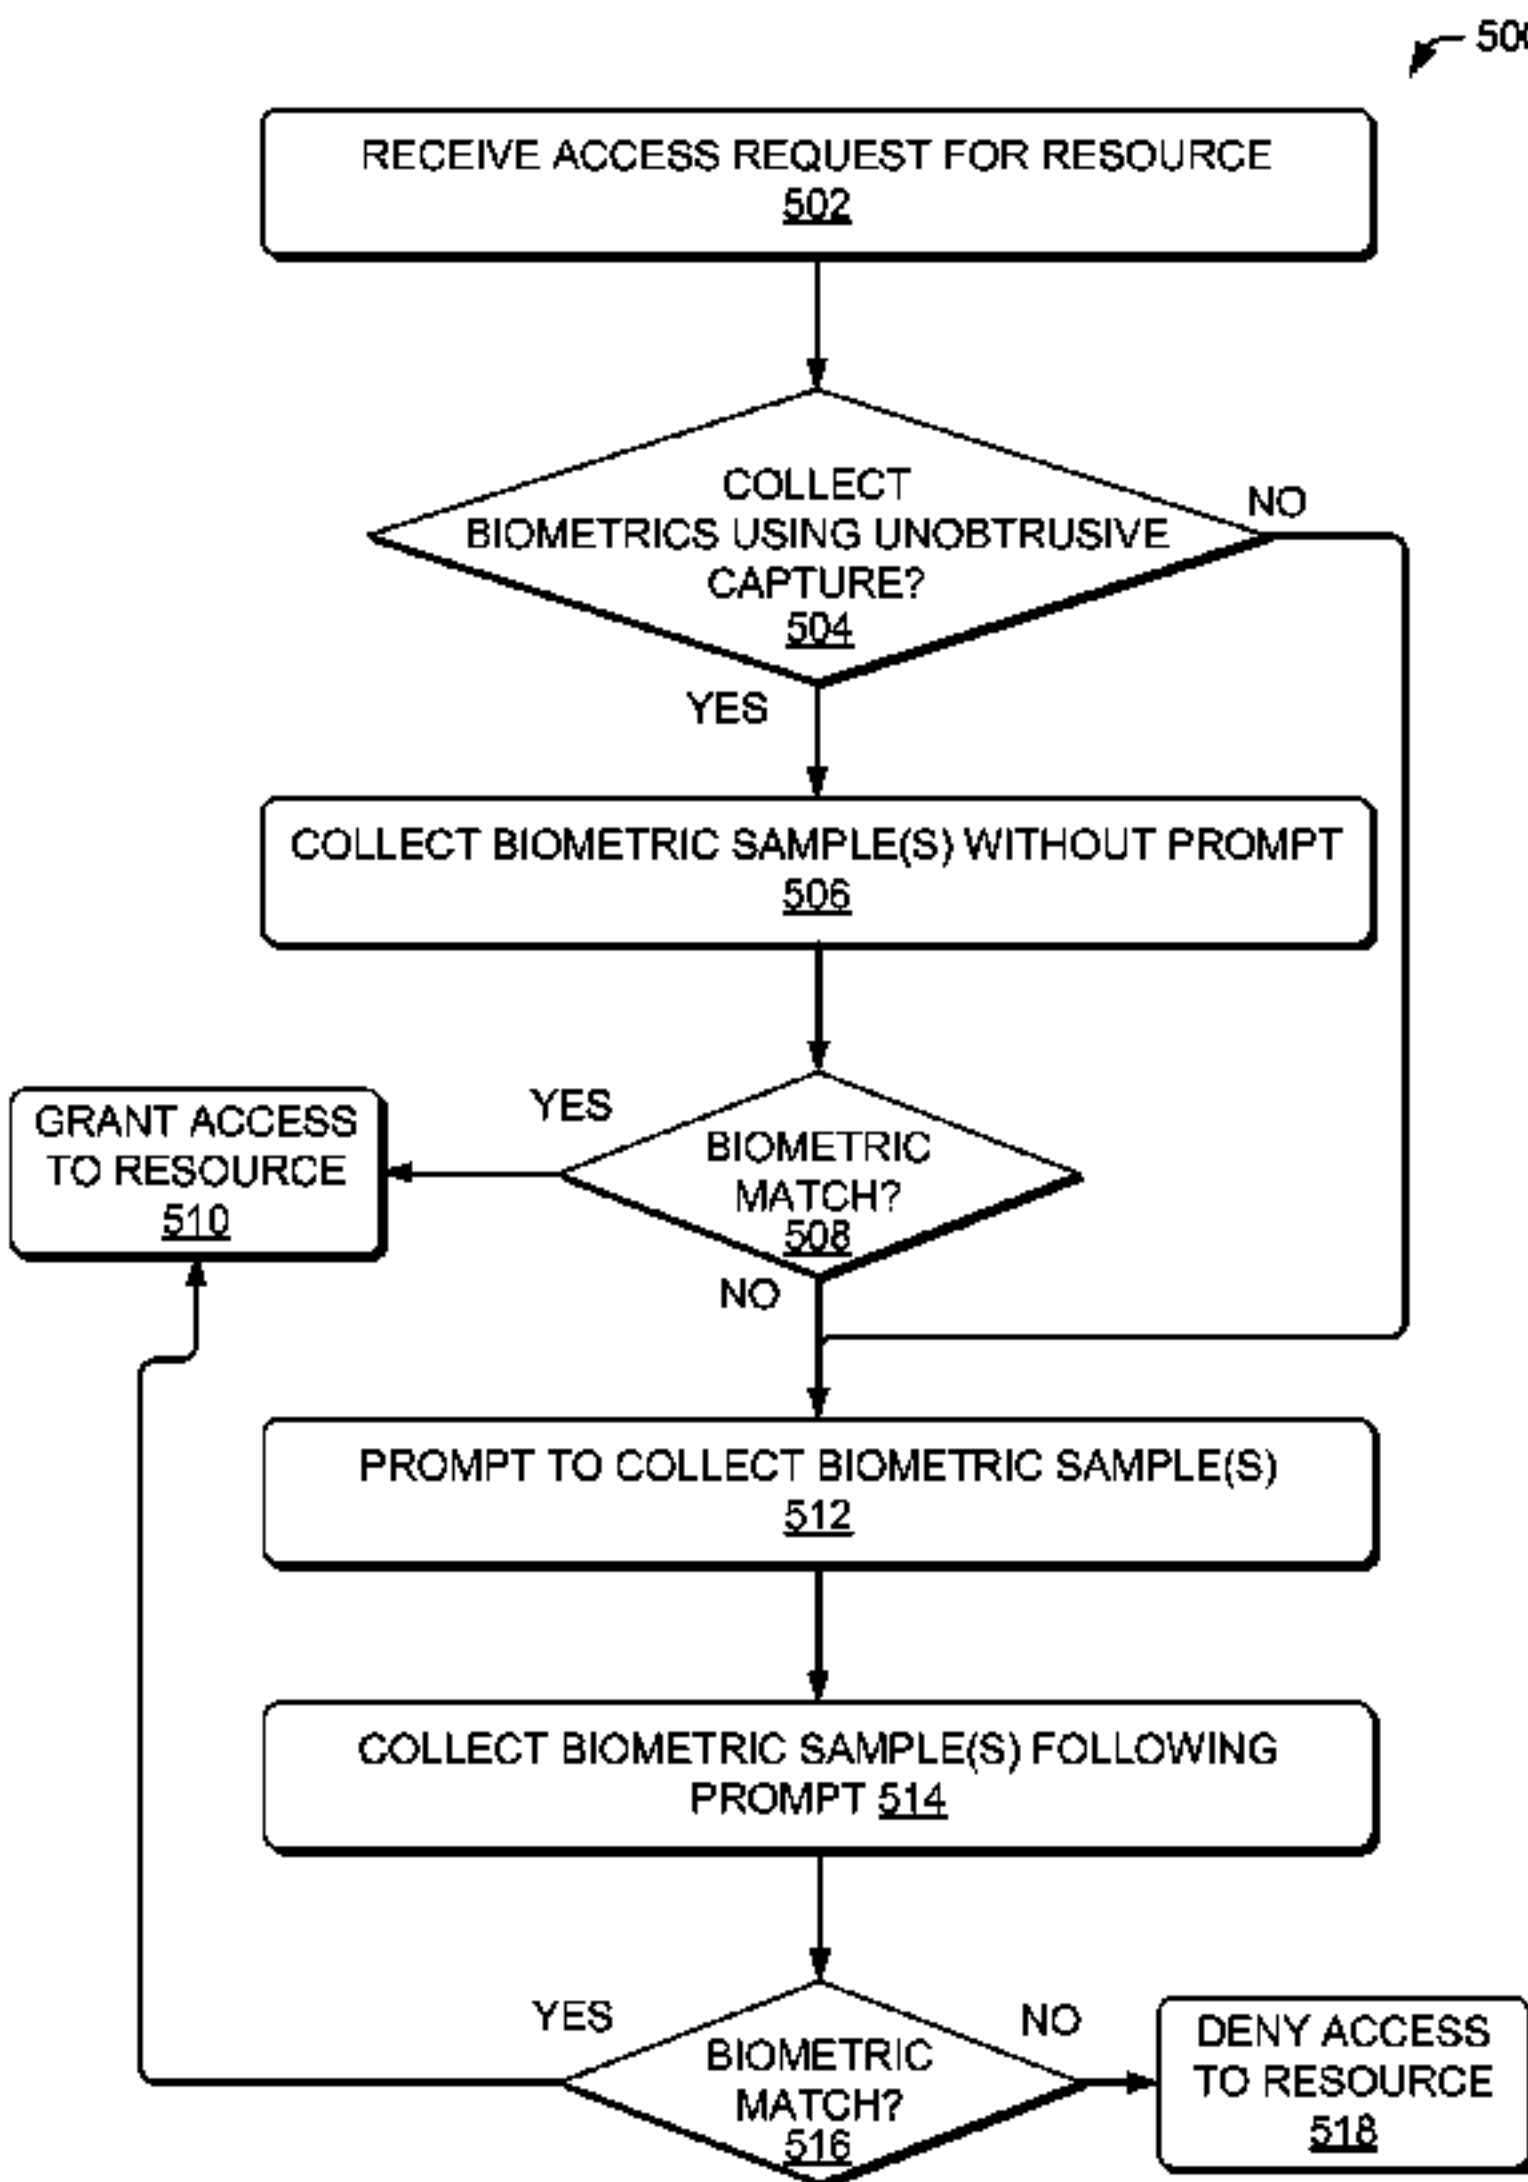 500
RECEIVE ACCESS REQUEST FOR RESOURCE
502
COLLECT
BIOMETRICS USING UNOBTRUSIVE
CAPTURE?
504
NO
YES
COLLECT BIOMETRIC SAMPLE(S) WITHOUT PROMPT
506
GRANT ACCESS
TO RESOURCE
510
YES
BIOMETRIC
MATCH?
508
NO
PROMPT TO COLLECT BIOMETRIC SAMPLE(S)
512
COLLECT BIOMETRIC SAMPLE(S) FOLLOWING
PROMPT 514
YES
BIOMETRIC
MATCH?
516
NO
DENY ACCESS
TO RESOURCE
518